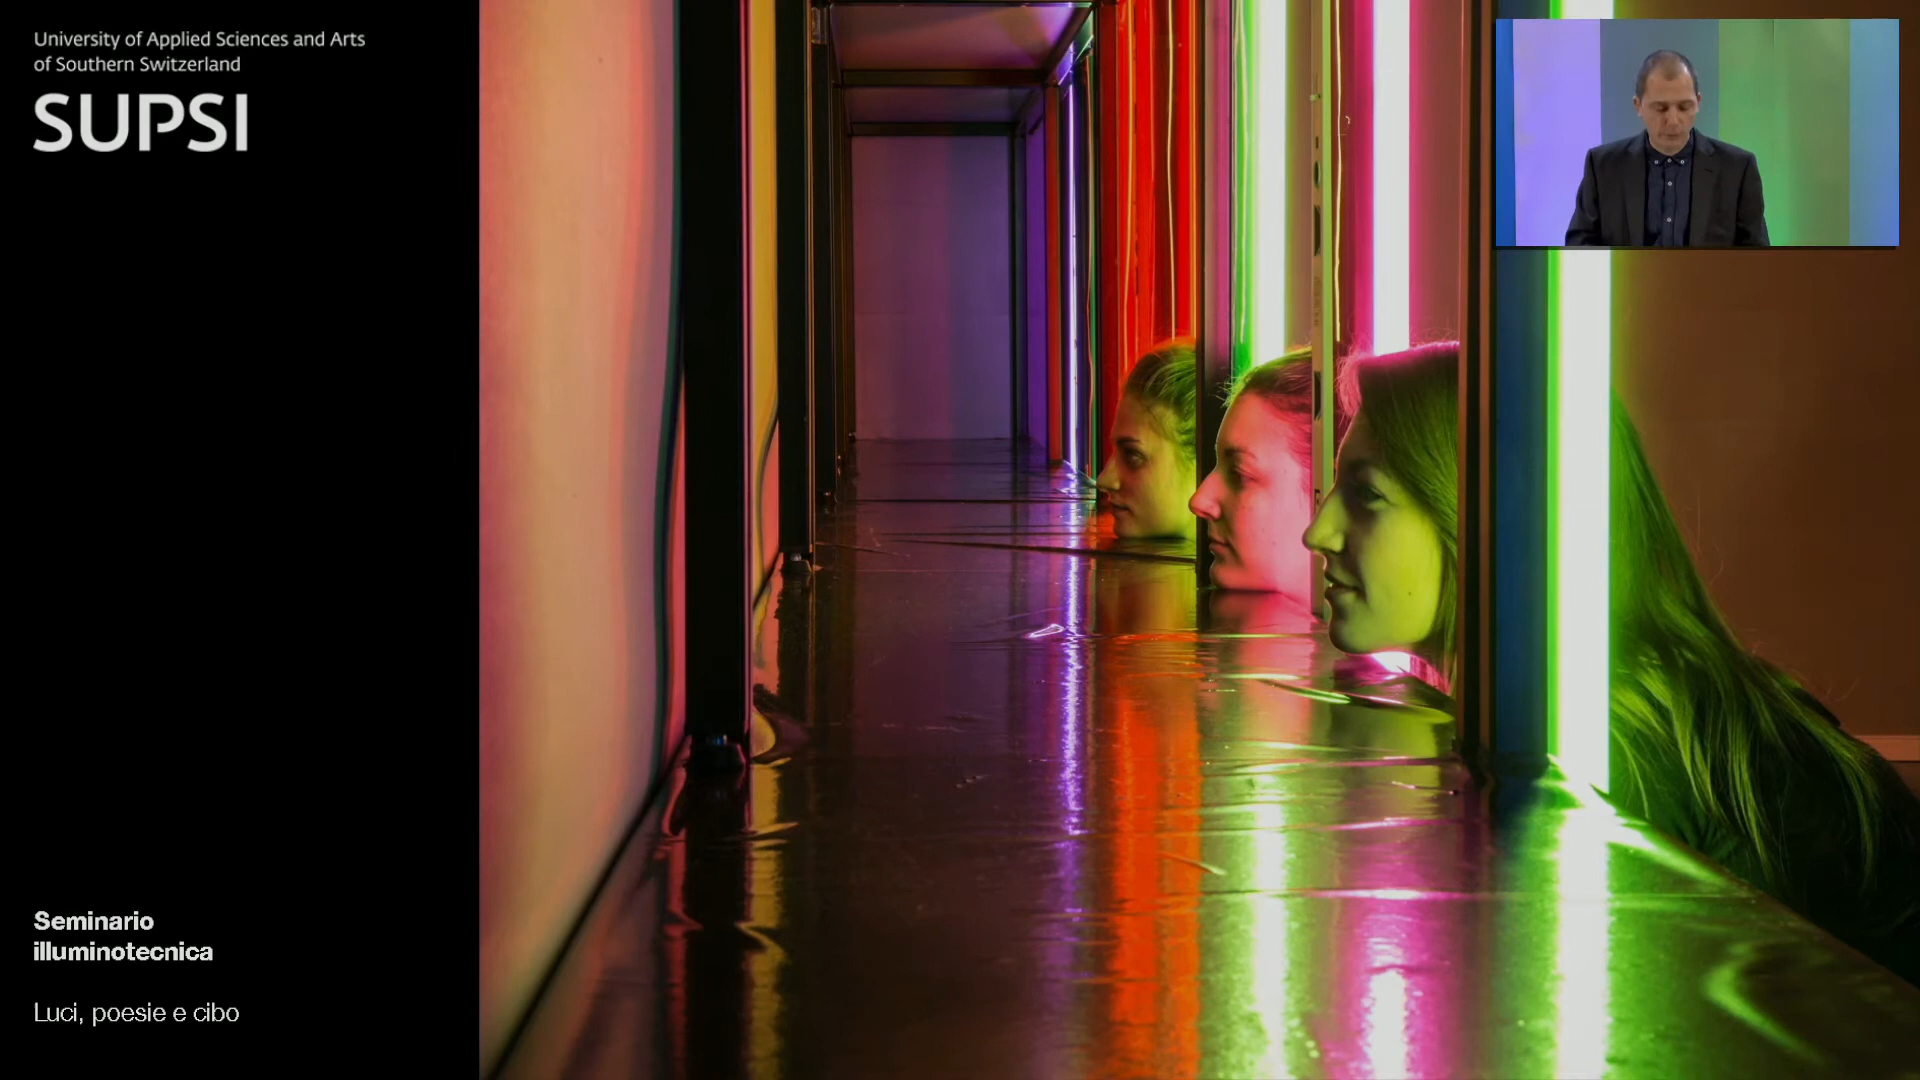 University of Applied Sciences and Arts
of Southern Switzerland
SUPSI
Seminario
illuminotecnica
Luci, poesie e cibo